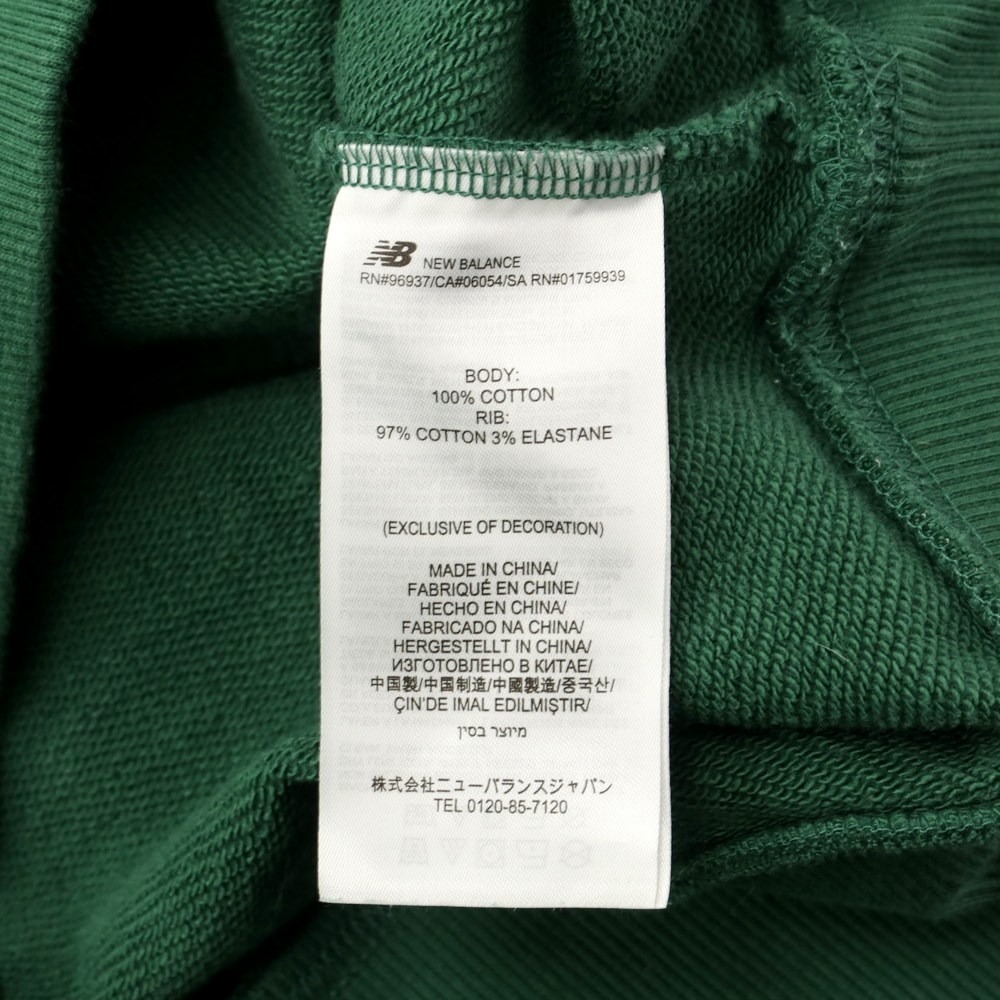 NB NEW BALANCE
RN#96937/CA#06054/SA RN#01759939
BODY:
100% COTTON
RIB:
97% COTTON 3% ELASTANE
(EXCLUSIVE OF DECORATION)
MADE IN CHINA/
FABRIQUÉ EN CHINE/
HECHO EN CHINA/
FABRICADO NA CHINA/
HERGESTELLT IN CHINA/
ИЗГОТОВЛЕНО В КИТАЕ/
中国製/中国制造/中國製造/중국산/
ÇIN'DE IMAL EDILMIŞTIR/
מיוצר בסין
株式会社ニューバランスジャパン
TEL 0120-85-7120